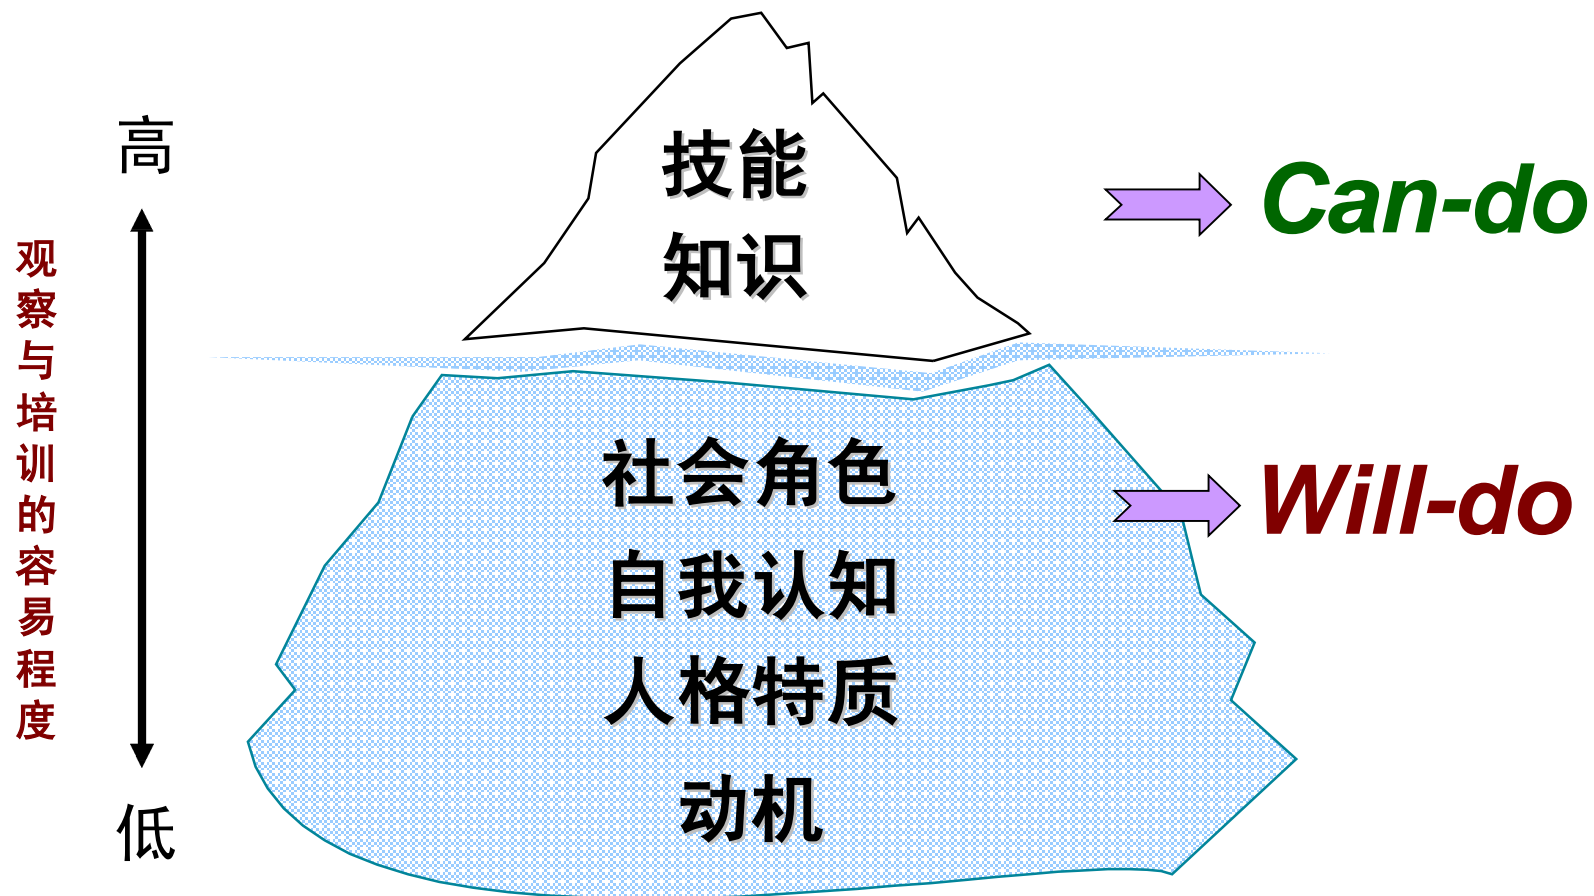 观察与培训的容易程度
高
低
技能
知识
Can-do
社会角色
自我认知
人格特质
动机
Will-do